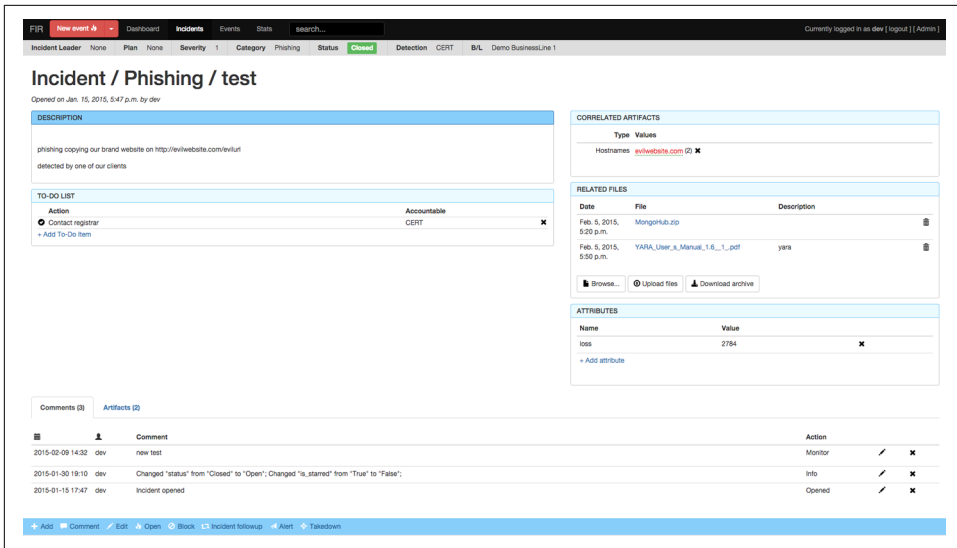 FIR New event Dashboard Incidents Events Stats search... Currently logged in as dev [ logout ] [ Admin ]
Incident Leader None Plan None Severity 1 Category Phishing Status Closed Detection CERT B/L Demo BusinessLine 1
Incident / Phishing / test
Opened on Jan. 15, 2015, 5:47 p.m. by dev
DESCRIPTION
phishing copying our brand website on http://evilwebsite.com/evilurl
detected by one of our clients
TO-DO LIST
Action Accountable
Contact registrar CERT
+ Add To-Do Item
CORRELATED ARTIFACTS
Type Values
Hostnames evilwebsite.com (2)
RELATED FILES
Date File Description
Feb. 5, 2015, MongoHub.zip
5:20 p.m.
Feb. 5, 2015, YARA_User_s_Manual_1.6__1_.pdf yara
5:50 p.m.
Browse... Upload files Download archive
ATTRIBUTES
Name Value
loss 2784
+ Add attribute
Comments (3) Artifacts (2)
Comment Action
2015-02-09 14:32 dev new test Monitor
2015-01-30 19:10 dev Changed "status" from "Closed" to "Open"; Changed "is_starred" from "True" to "False"; Info
2015-01-15 17:47 dev Incident opened Opened
Add Comment Edit Open Block Incident followup Alert Takedown